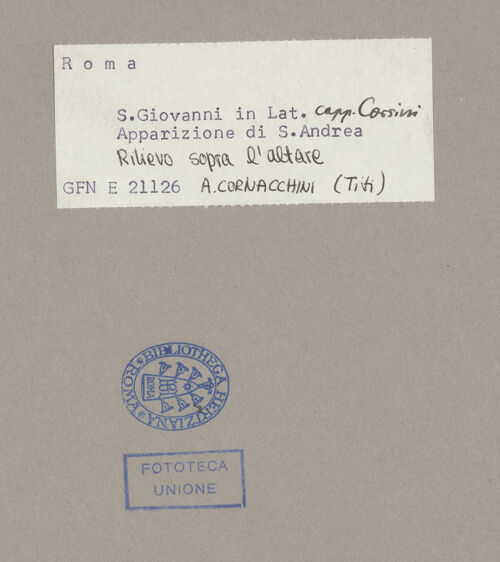 Roma
S.Giovanni in Lat. capp. Corsini
Apparizione di S.Andrea
Rilievo sopra l'altare
GFN E 21126 A.CORNACCHINI (Titi)
BIBLIOTHECA HERTZIANA ROMA
ROMA
FOTOTECA
UNIONE